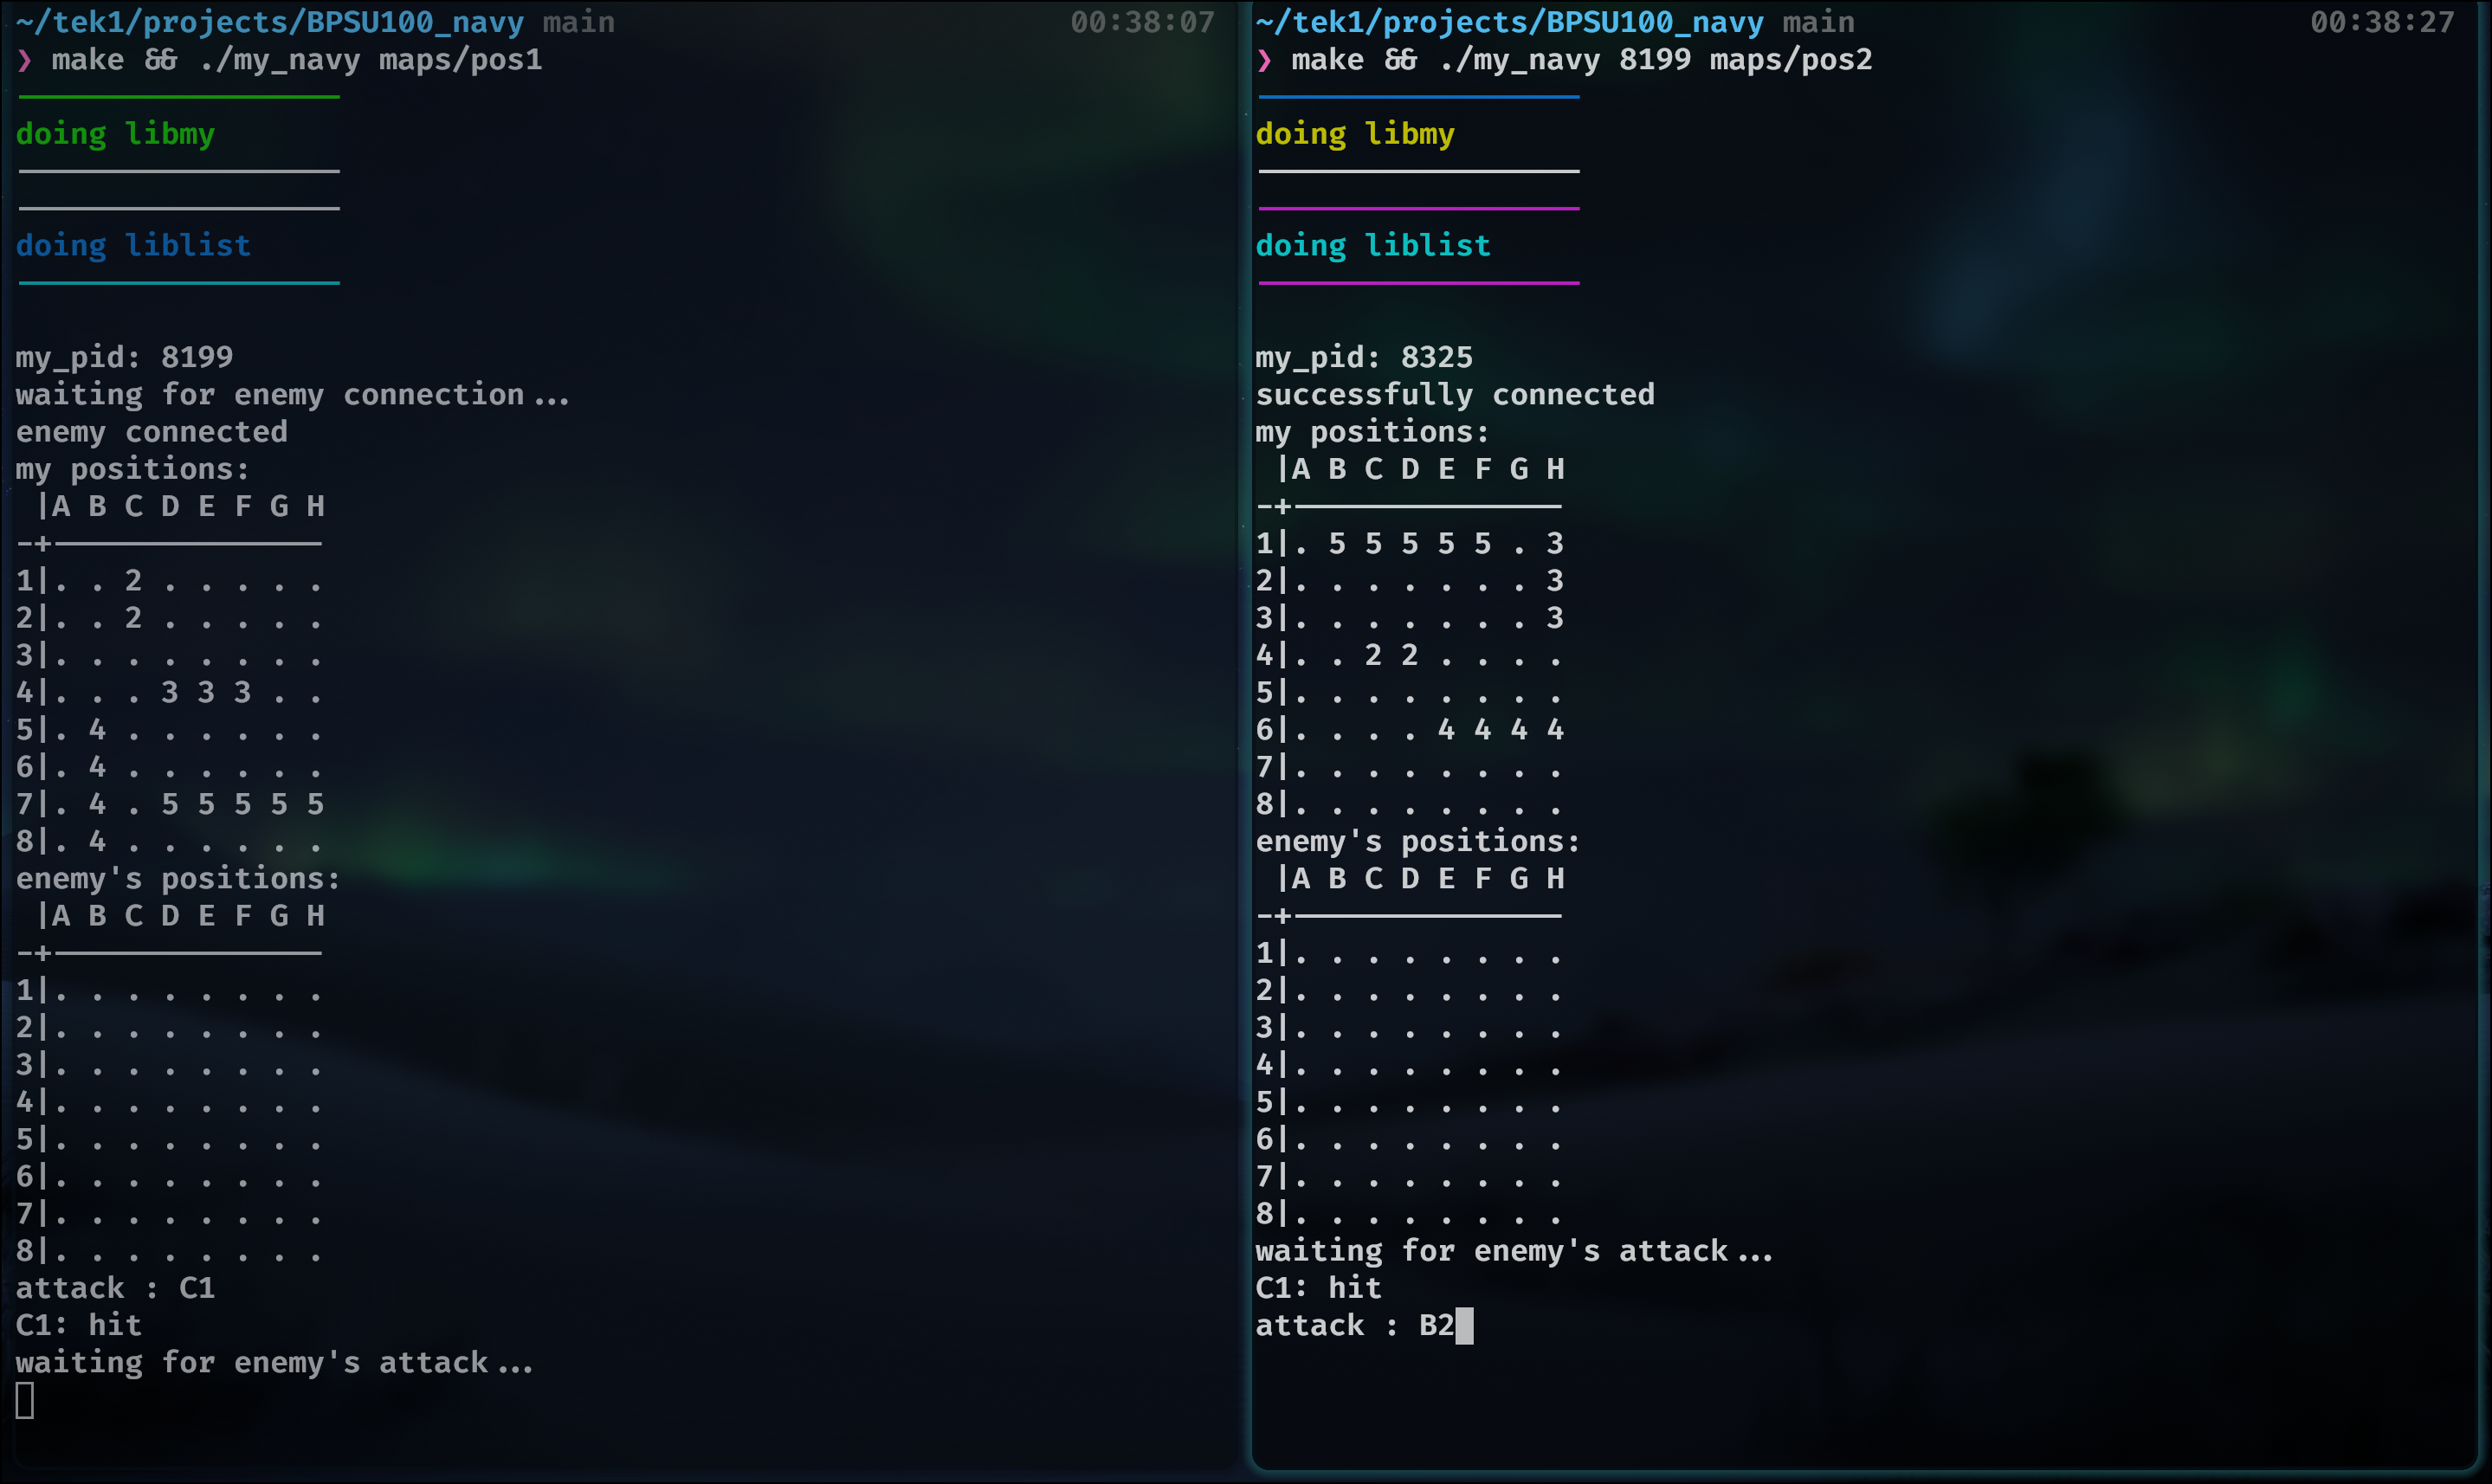 ~/tek1/projects/BPSU100_navy main 00:38:07
❯ make && ./my_navy maps/pos1
doing libmy
doing liblist
my_pid: 8199
waiting for enemy connection...
enemy connected
my positions:
 |A B C D E F G H
-+---------------
1|. . 2 . . . . .
2|. . 2 . . . . .
3|. . . . . . . .
4|. . . 3 3 3 . .
5|. 4 . . . . . .
6|. 4 . . . . . .
7|. 4 . 5 5 5 5 5
8|. 4 . . . . . .
enemy's positions:
 |A B C D E F G H
-+---------------
1|. . . . . . . .
2|. . . . . . . .
3|. . . . . . . .
4|. . . . . . . .
5|. . . . . . . .
6|. . . . . . . .
7|. . . . . . . .
8|. . . . . . . .
attack : C1
C1: hit
waiting for enemy's attack...
~/tek1/projects/BPSU100_navy main 00:38:27
❯ make && ./my_navy 8199 maps/pos2
doing libmy
doing liblist
my_pid: 8325
successfully connected
my positions:
 |A B C D E F G H
-+---------------
1|. 5 5 5 5 5 . 3
2|. . . . . . . 3
3|. . . . . . . 3
4|. . 2 2 . . . .
5|. . . . . . . .
6|. . . . 4 4 4 4
7|. . . . . . . .
8|. . . . . . . .
enemy's positions:
 |A B C D E F G H
-+---------------
1|. . . . . . . .
2|. . . . . . . .
3|. . . . . . . .
4|. . . . . . . .
5|. . . . . . . .
6|. . . . . . . .
7|. . . . . . . .
8|. . . . . . . .
waiting for enemy's attack...
C1: hit
attack : B2